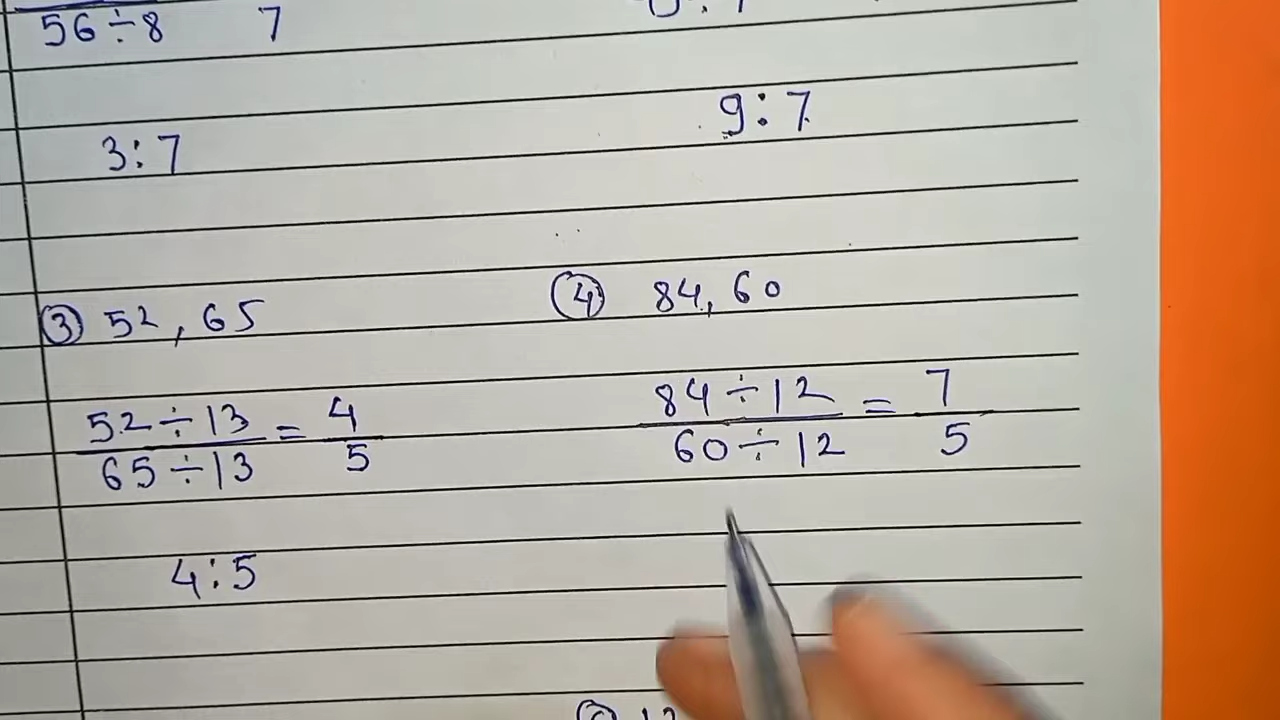 56 ÷ 8 7
3 : 7
9 : 7
③ 52 , 65
52 ÷ 13 = 4
65 ÷ 13 5
4 : 5
④ 84, 60
84 ÷ 12 = 7
60 ÷ 12 5